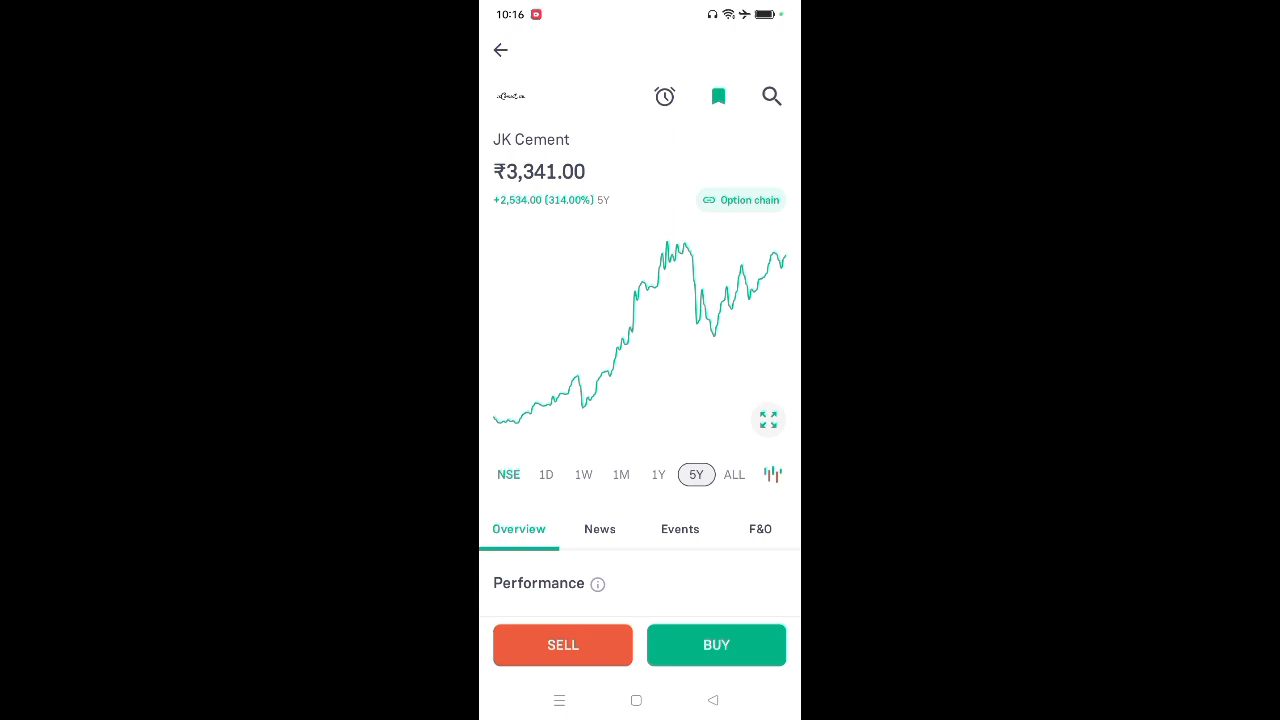 10:16
JK Cement
₹3,341.00
+2,534.00 (314.00%) 5Y
Option chain
NSE 1D 1W 1M 1Y 5Y ALL
Overview News Events F&O
Performance
SELL BUY